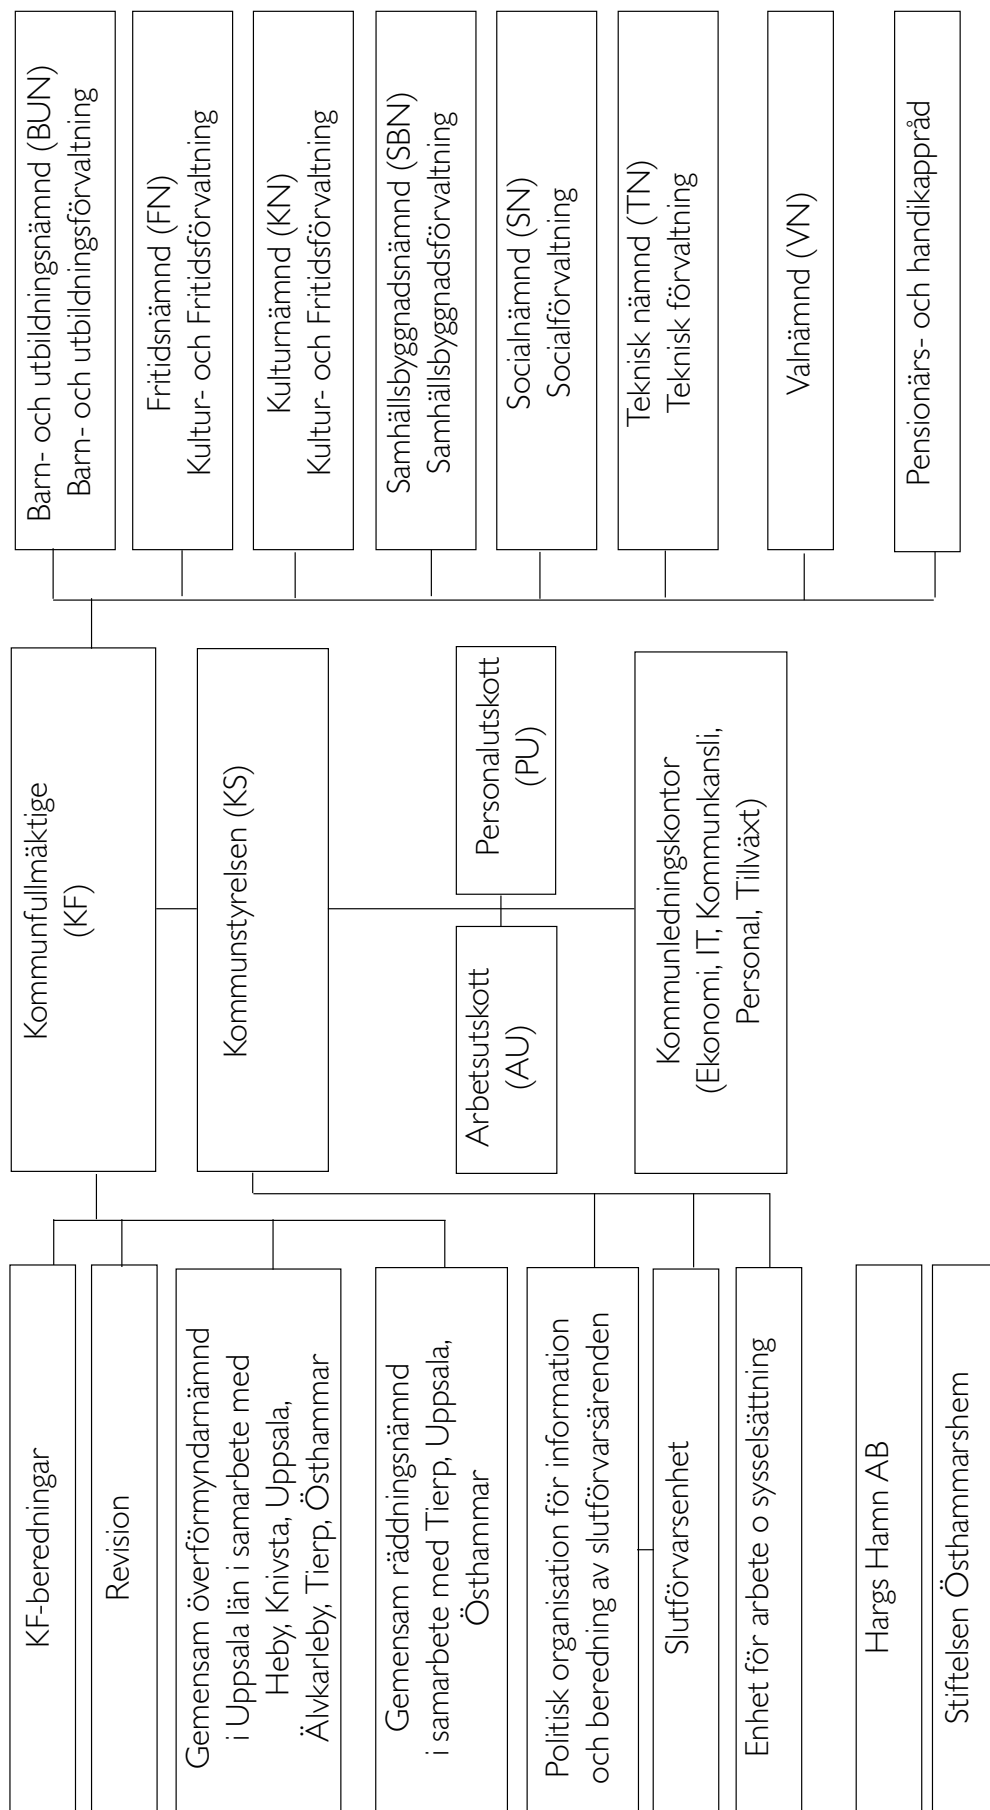 KF-beredningar
Revision
Gemensam överförmyndarnämnd
i Uppsala län i samarbete med
Heby, Knivsta, Uppsala,
Älvkarleby, Tierp, Östhammar
Gemensam räddningsnämnd
i samarbete med Tierp, Uppsala,
Östhammar
Politisk organisation för information
och beredning av slutförvarsärenden
Slutförvarsenhet
Enhet för arbete o sysselsättning
Hargs Hamn AB
Stiftelsen Östhammarshem
Kommunfullmäktige
(KF)
Kommunstyrelsen (KS)
Arbetsutskott
(AU)
Personalutskott
(PU)
Kommunledningskontor
(Ekonomi, IT, Kommunkansli,
Personal, Tillväxt)
Barn- och utbildningsnämnd (BUN)
Barn- och utbildningsförvaltning
Fritidsnämnd (FN)
Kultur- och Fritidsförvaltning
Kulturnämnd (KN)
Kultur- och Fritidsförvaltning
Samhällsbyggnadsnämnd (SBN)
Samhällsbyggnadsförvaltning
Socialnämnd (SN)
Socialförvaltning
Teknisk nämnd (TN)
Teknisk förvaltning
Valnämnd (VN)
Pensionärs- och handikappråd